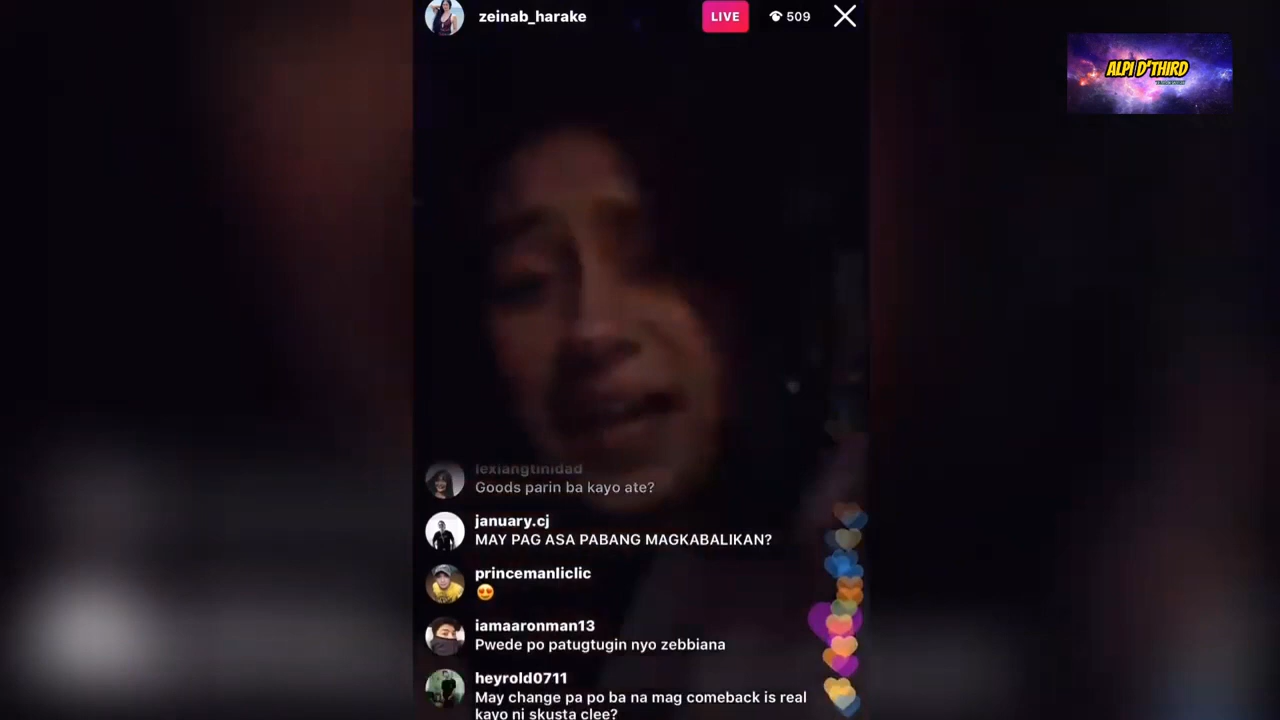 zeinab_harake
LIVE
509
ALPI D'THIRD
lexiangtinidad
Goods parin ba kayo ate?
january.cj
MAY PAG ASA PABANG MAGKABALIKAN?
princemanliclic
😍
iamaaronman13
Pwede po patugtugin nyo zebbiana
heyrold0711
May change pa po ba na mag comeback is real
kayo ni skusta clee?